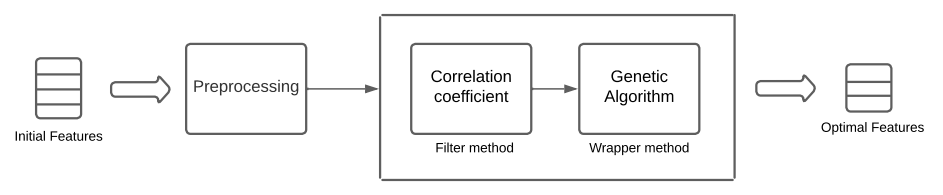 Initial Features
Preprocessing
Correlation
coefficient
Filter method
Genetic
Algorithm
Wrapper method
Optimal Features